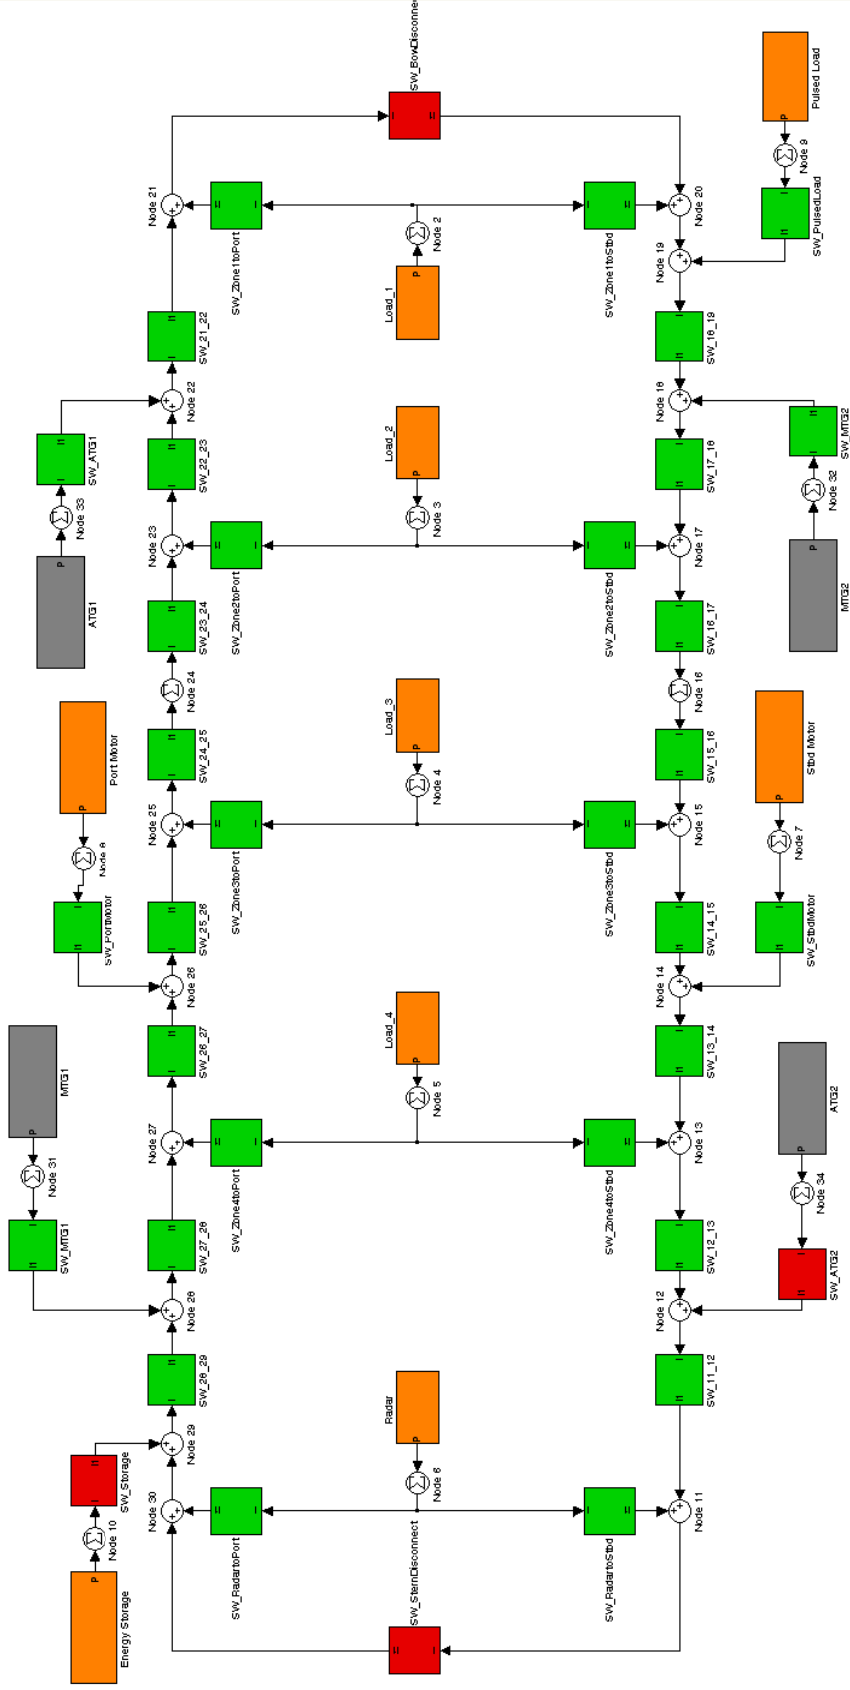 SW_BowDisconnec
Pulsed Load
P
Node 9
SW_PulsedLoad
Node 21
SW_Zone1toPort
Node 2
P
Load_1
SW_Zone1toStbd
Node 20
Node 19
SW_21_22
SW_18_19
Node 22
Node 18
SW_ATG1
Node 33
P
ATG1
SW_22_23
Load_2
P
Node 3
SW_17_18
SW_MTG2
Node 32
P
MTG2
Node 23
SW_Zone2toPort
SW_Zone2toStbd
Node 17
SW_23_24
SW_16_17
Node 24
Node 16
Port Motor
P
Node 8
SW_PortMotor
SW_24_25
Load_3
P
Node 4
SW_15_16
Stbd Motor
P
Node 7
SW_StbdMotor
Node 25
SW_Zone3toPort
SW_Zone3toStbd
Node 15
SW_25_26
SW_14_15
Node 26
Node 14
MTG1
P
Node 31
SW_MTG1
SW_26_27
Load_4
P
Node 5
SW_13_14
ATG2
P
Node 34
SW_ATG2
Node 27
SW_Zone4toPort
SW_Zone4toStbd
Node 13
SW_27_28
SW_12_13
Node 28
Node 12
SW_28_29
Radar
P
Node 6
SW_11_12
Node 29
SW_Storage
Node 10
P
Energy Storage
Node 30
SW_RadartoPort
SW_SternDisconnect
SW_RadartoStbd
Node 11